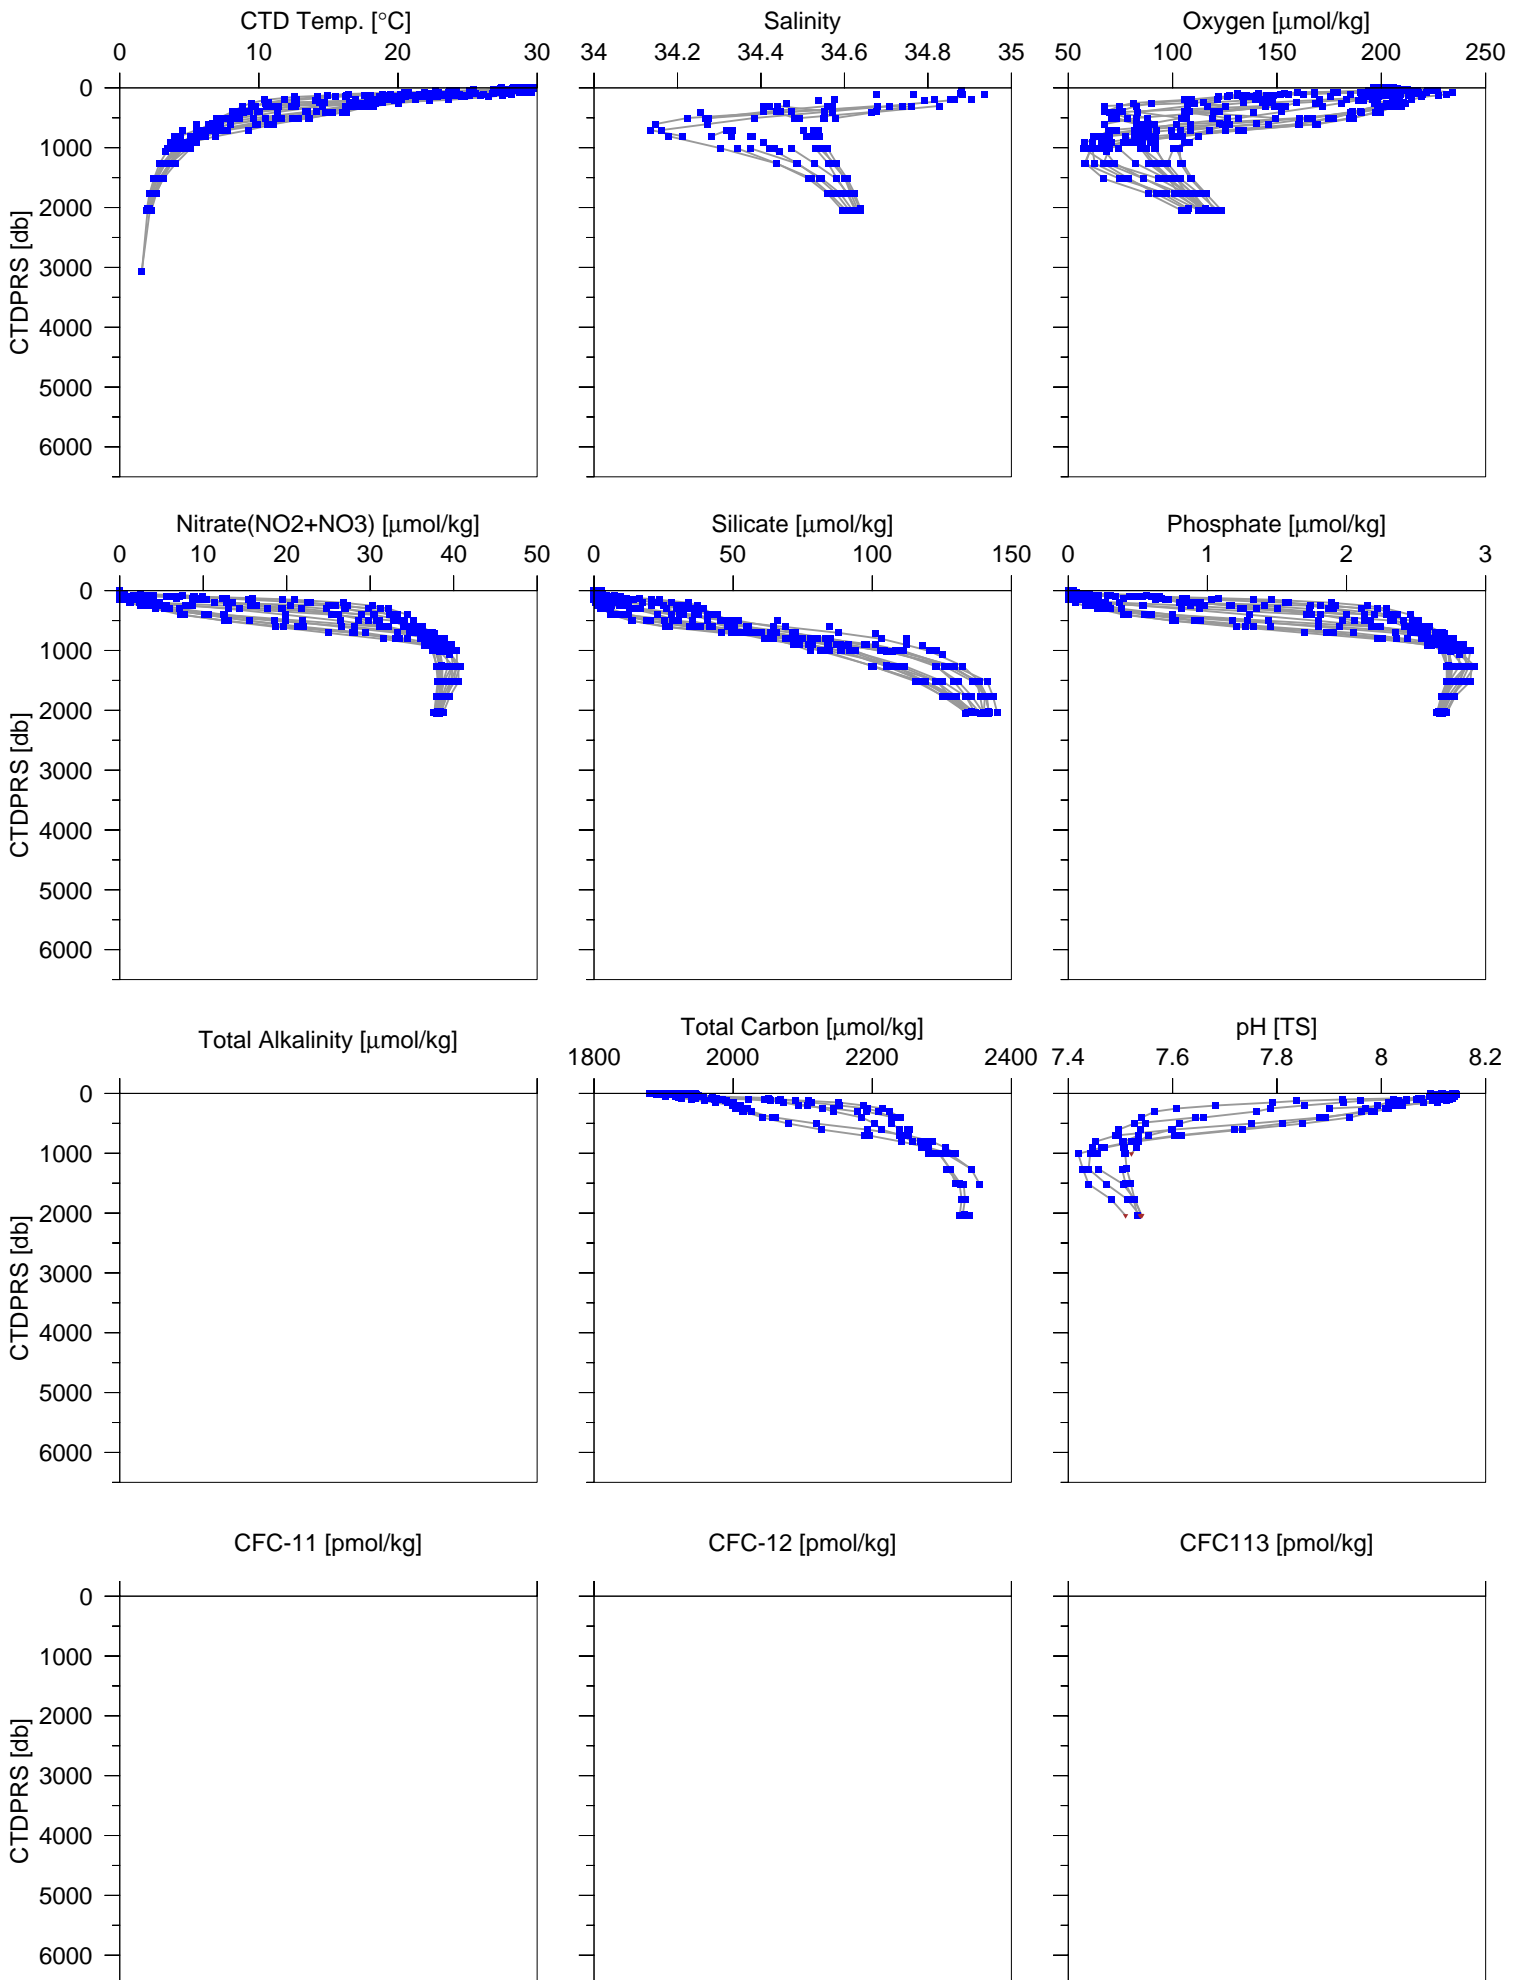 CTD Temp. [°C] Salinity Oxygen [μmol/kg]
0 10 20 30 34 34.2 34.4 34.6 34.8 35 50 100 150 200 250
0
1000
2000
3000
4000
5000
6000
CTDPRS [db]
Nitrate(NO2+NO3) [μmol/kg] Silicate [μmol/kg] Phosphate [μmol/kg]
0 10 20 30 40 50 0 50 100 150 0 1 2 3
0
1000
2000
3000
4000
5000
6000
CTDPRS [db]
Total Alkalinity [μmol/kg] Total Carbon [μmol/kg] pH [TS]
1800 2000 2200 2400 7.4 7.6 7.8 8 8.2
0
1000
2000
3000
4000
5000
6000
CTDPRS [db]
CFC-11 [pmol/kg] CFC-12 [pmol/kg] CFC113 [pmol/kg]
0
1000
2000
3000
4000
5000
6000
CTDPRS [db]